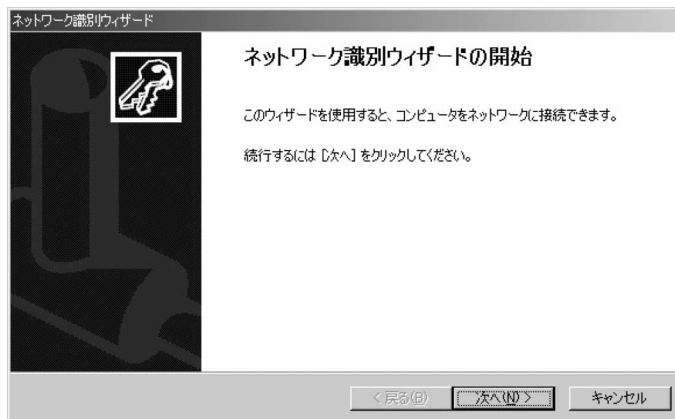 ネットワーク識別ウィザード
ネットワーク識別ウィザードの開始
このウィザードを使用すると、コンピュータをネットワークに接続できます。
続行するには [次へ] をクリックしてください。
< 戻る(B)
次へ(N) >
キャンセル